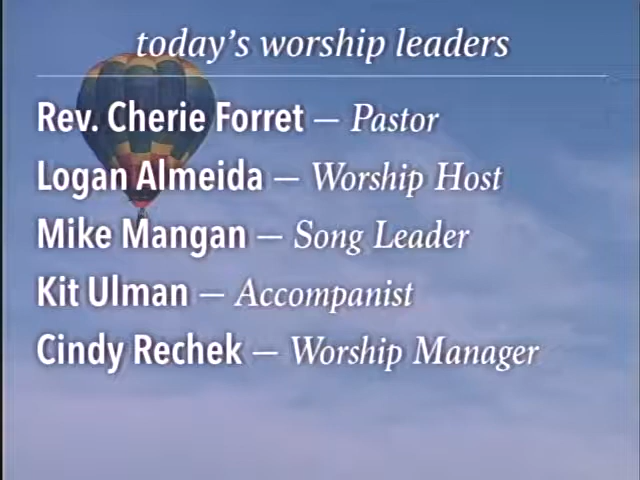 today's worship leaders
Rev. Cherie Forret – Pastor
Logan Almeida – Worship Host
Mike Mangan – Song Leader
Kit Ulman – Accompanist
Cindy Rechek – Worship Manager